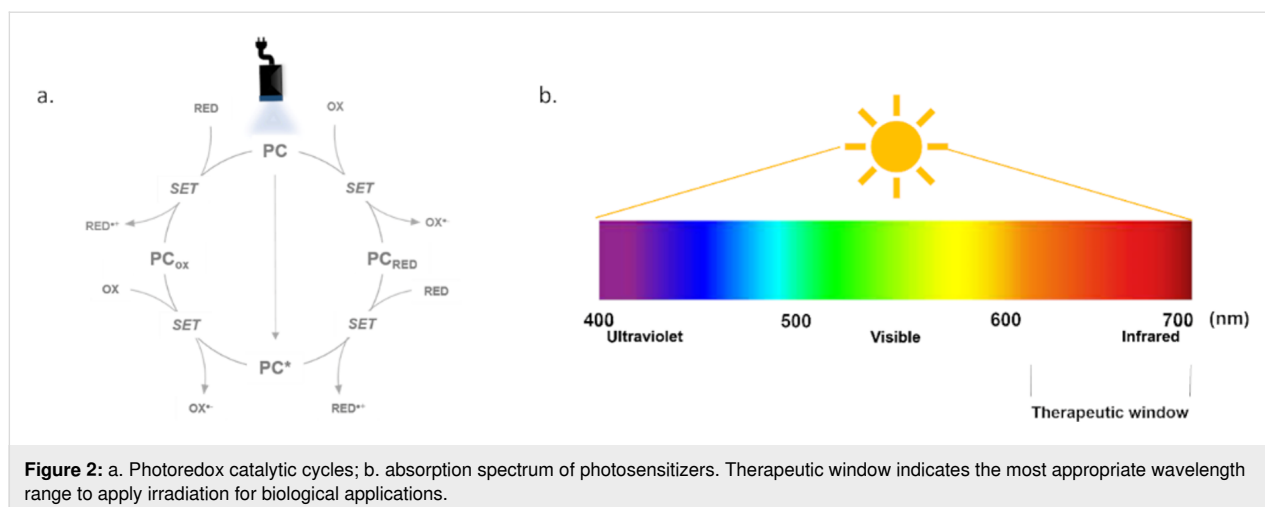 a.
RED
OX
PC
SET
SET
RED•+
OX•-
PCox
PCRED
OX
RED
SET
SET
PC*
OX•-
RED•+
b.
400 500 600 700 (nm)
Ultraviolet Visible Infrared
Therapeutic window
Figure 2: a. Photoredox catalytic cycles; b. absorption spectrum of photosensitizers. Therapeutic window indicates the most appropriate wavelength
range to apply irradiation for biological applications.